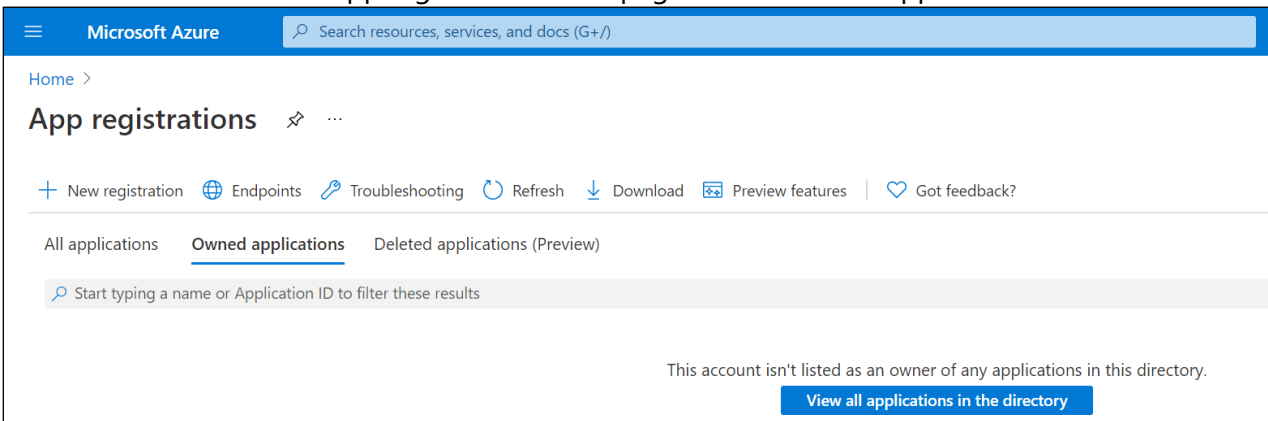 Microsoft Azure Search resources, services, and docs (G+/)
Home >
App registrations ...
+ New registration Endpoints Troubleshooting Refresh Download Preview features Got feedback?
All applications Owned applications Deleted applications (Preview)
Start typing a name or Application ID to filter these results
This account isn't listed as an owner of any applications in this directory.
View all applications in the directory